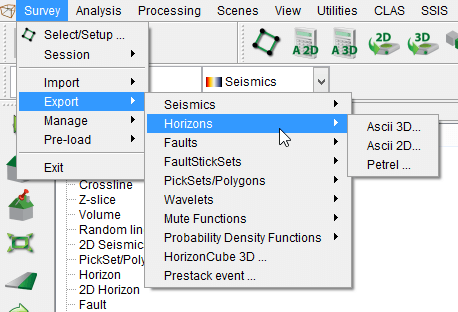 Survey Analysis Processing Scenes View Utilities CLAS SSIS
Select/Setup ...
Session
Import
Export
Manage
Pre-load
Exit
A 2D A 3D 2D 3D
Seismics
Seismics
Horizons
Faults
FaultStickSets
PickSets/Polygons
Wavelets
Mute Functions
Probability Density Functions
HorizonCube 3D ...
Prestack event ...
Ascii 3D...
Ascii 2D...
Petrel ...
Crossline
Z-slice
Volume
Random lin
2D Seismic
PickSet/Poly
Horizon
2D Horizon
Fault